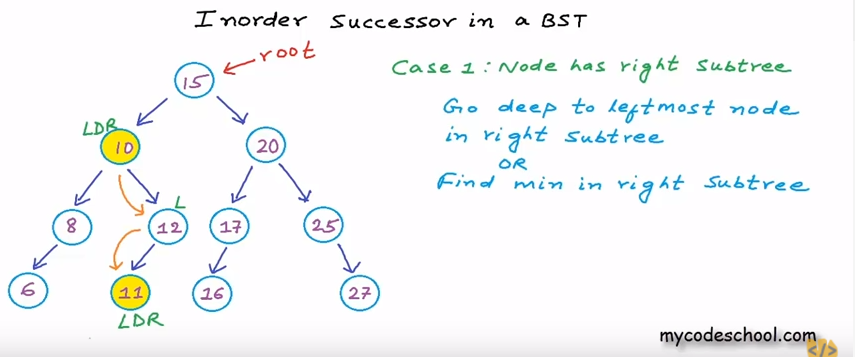 Inorder Successor in a BST
root
15
Case 1: Node has right subtree
Go deep to leftmost node
in right subtree
OR
Find min in right subtree
LDR
10
20
L
8
12
17
25
6
11
16
27
LDR
mycodeschool.com
</>